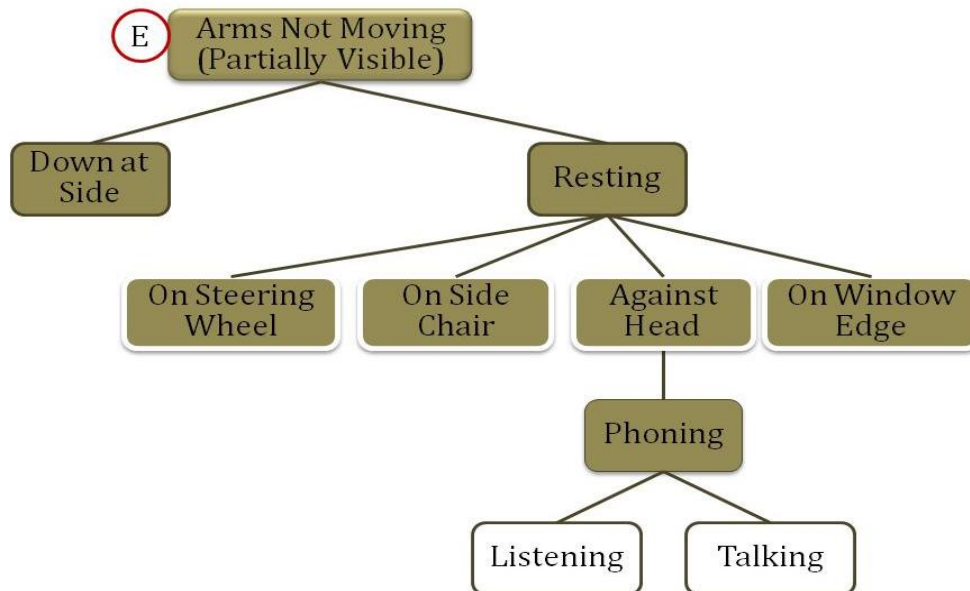 E
Arms Not Moving
(Partially Visible)
Down at
Side
Resting
On Steering
Wheel
On Side
Chair
Against
Head
On Window
Edge
Phoning
Listening
Talking